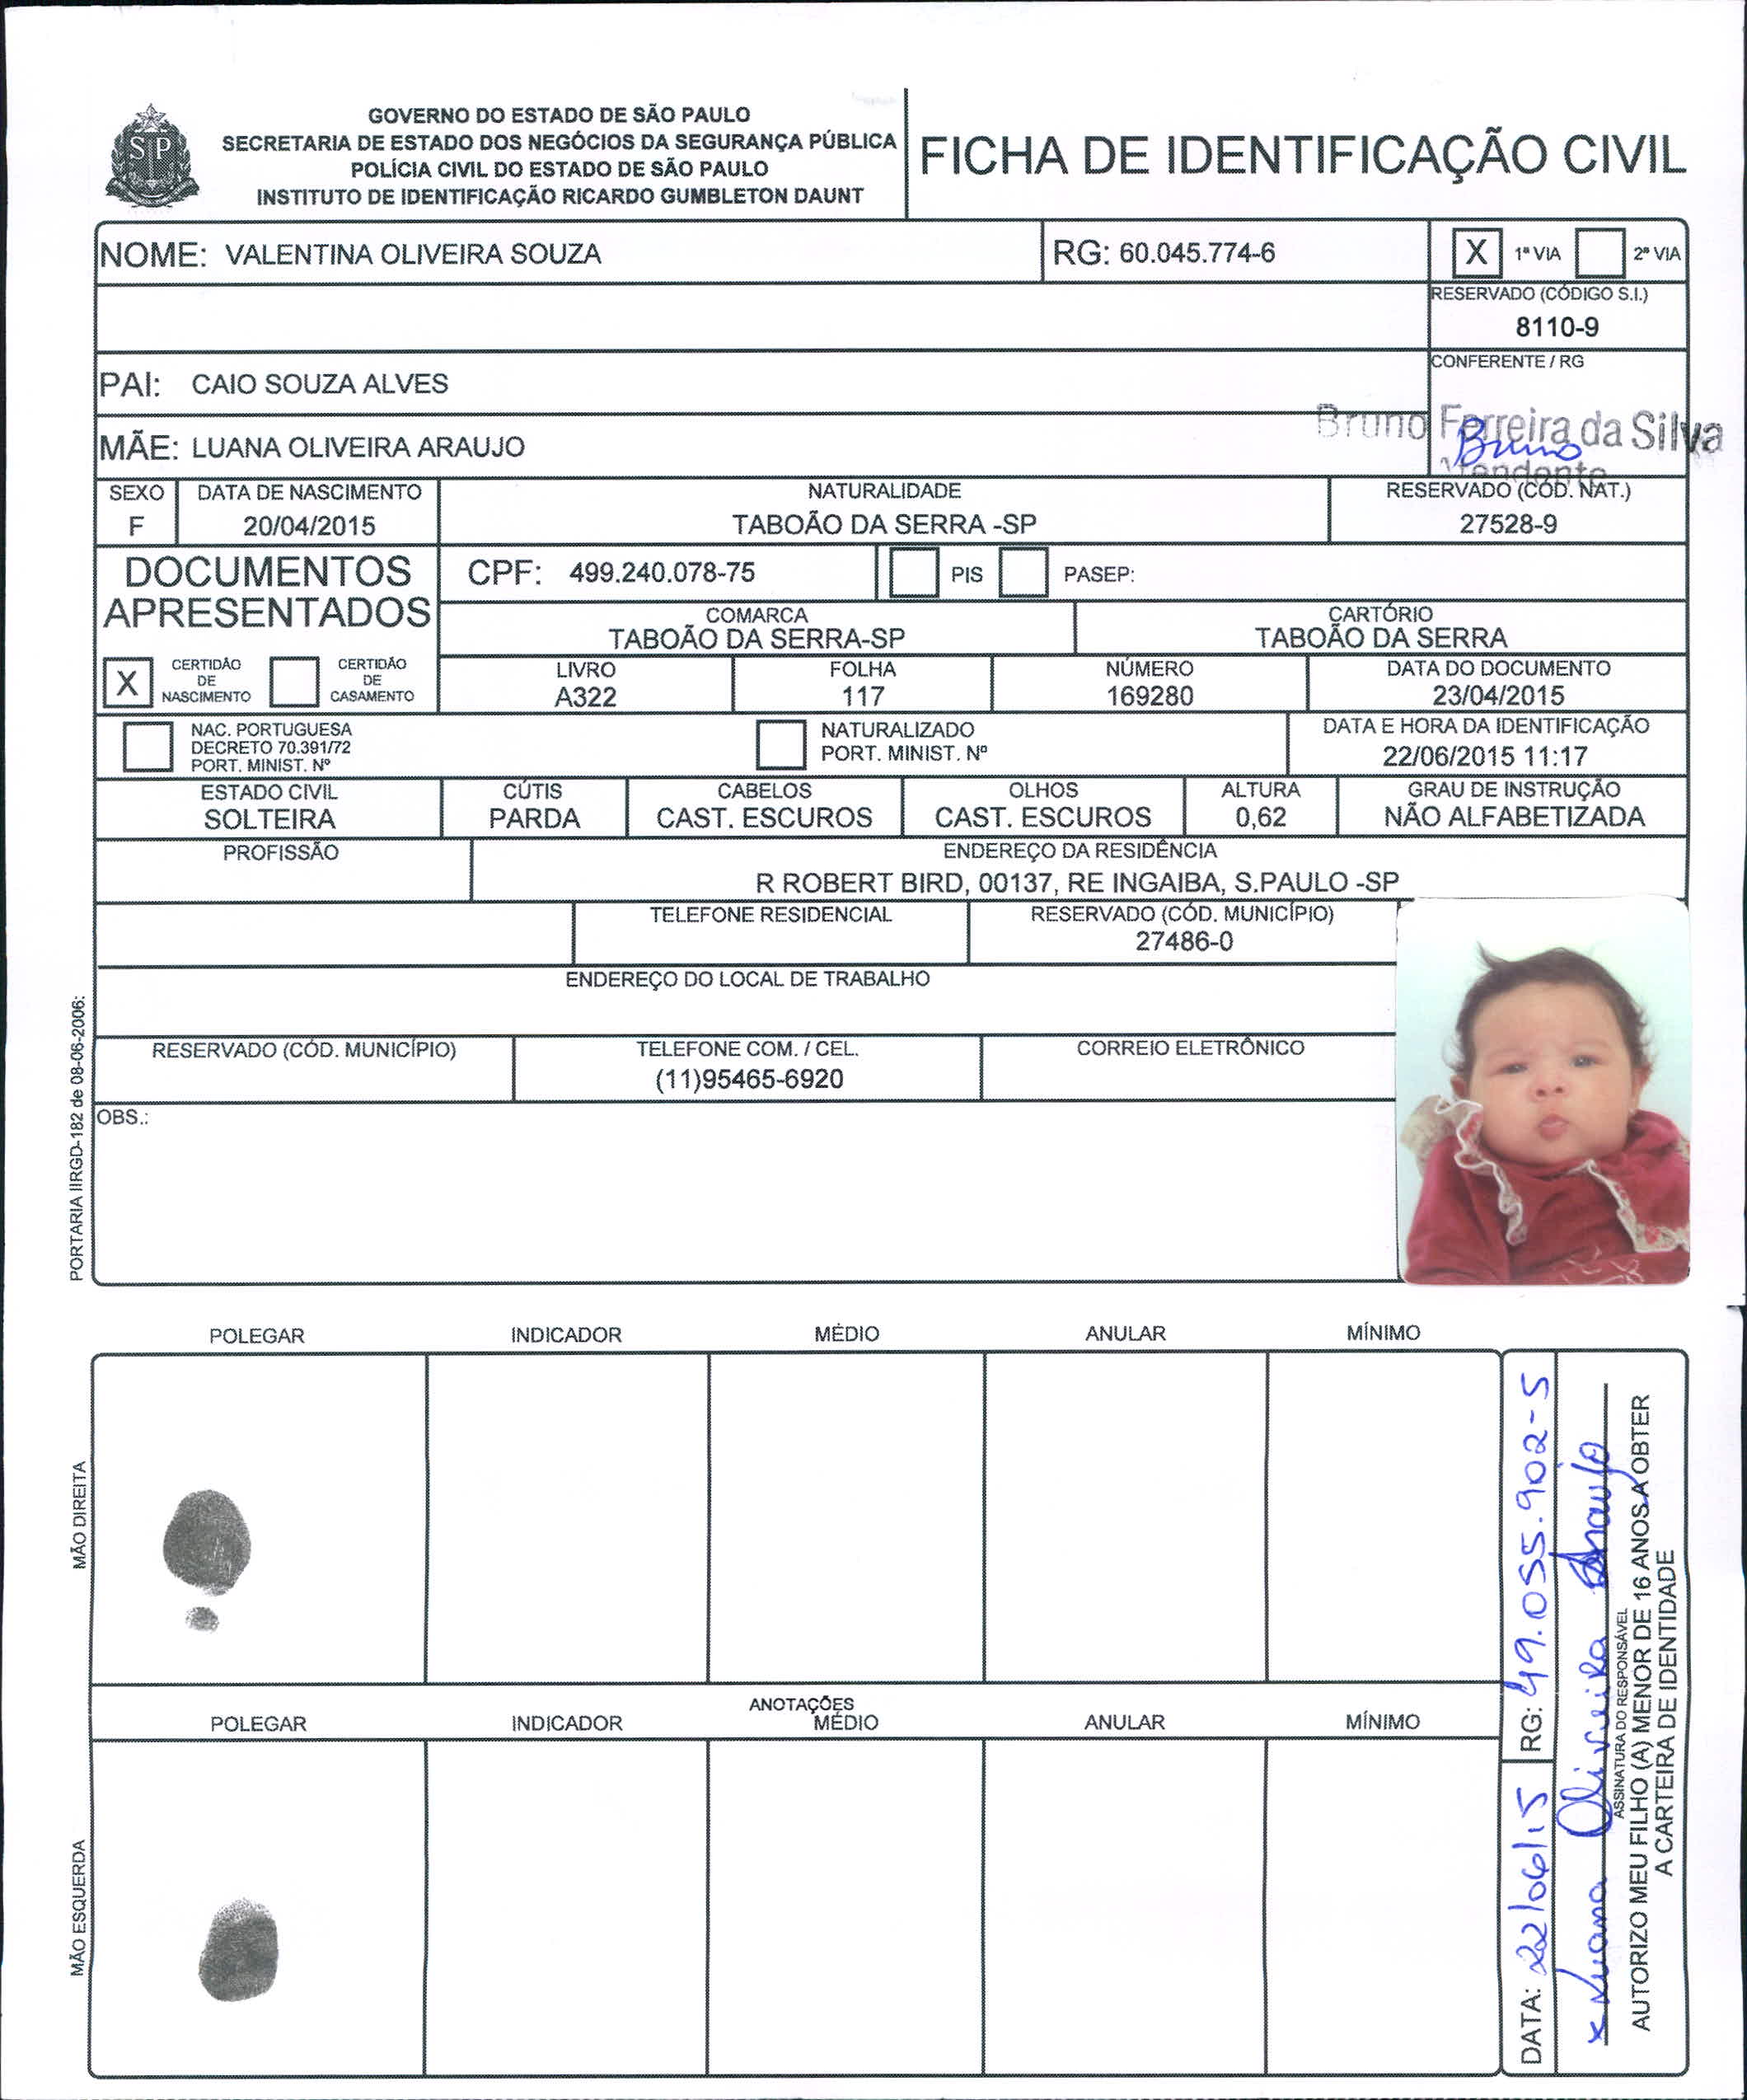 GOVERNO DO ESTADO DE SÃO PAULO
SECRETARIA DE ESTADO DOS NEGÓCIOS DA SEGURANÇA PÚBLICA
POLÍCIA CIVIL DO ESTADO DE SÃO PAULO
INSTITUTO DE IDENTIFICAÇÃO RICARDO GUMBLETON DAUNT
SP
FICHA DE IDENTIFICAÇÃO CIVIL
NOME: VALENTINA OLIVEIRA SOUZA
RG: 60.045.774-6
X 1ª VIA 2ª VIA
RESERVADO (CÓDIGO S.I.)
8110-9
PAI: CAIO SOUZA ALVES
CONFERENTE / RG
MÃE: LUANA OLIVEIRA ARAUJO
Bruno Ferreira da Silva
Bruno
SEXO DATA DE NASCIMENTO NATURALIDADE RESERVADO (CÓD. NAT.)
F 20/04/2015 TABOÃO DA SERRA -SP 27528-9
DOCUMENTOS
APRESENTADOS
CPF: 499.240.078-75 PIS PASEP:
COMARCA CARTÓRIO
TABOÃO DA SERRA-SP TABOÃO DA SERRA
X CERTIDÃO DE NASCIMENTO CERTIDÃO DE CASAMENTO
LIVRO FOLHA NÚMERO DATA DO DOCUMENTO
A322 117 169280 23/04/2015
NAC. PORTUGUESA
DECRETO 70.391/72
PORT. MINIST. Nº
NATURALIZADO
PORT. MINIST. Nº
DATA E HORA DA IDENTIFICAÇÃO
22/06/2015 11:17
ESTADO CIVIL CÚTIS CABELOS OLHOS ALTURA GRAU DE INSTRUÇÃO
SOLTEIRA PARDA CAST. ESCUROS CAST. ESCUROS 0,62 NÃO ALFABETIZADA
PROFISSÃO ENDEREÇO DA RESIDÊNCIA
R ROBERT BIRD, 00137, RE INGAIBA, S.PAULO -SP
TELEFONE RESIDENCIAL RESERVADO (CÓD. MUNICÍPIO)
27486-0
ENDEREÇO DO LOCAL DE TRABALHO
RESERVADO (CÓD. MUNICÍPIO) TELEFONE COM. / CEL. CORREIO ELETRÔNICO
(11)95465-6920
OBS.:
PORTARIA IIRGD-182 de 08-06-2006:
POLEGAR INDICADOR MÉDIO ANULAR MÍNIMO
MÃO DIREITA
ANOTAÇÕES
POLEGAR INDICADOR MÉDIO ANULAR MÍNIMO
MÃO ESQUERDA
DATA: 22/06/15 RG: 49.055.902-5
x Luana Oliveira Araujo
ASSINATURA DO RESPONSÁVEL
AUTORIZO MEU FILHO (A) MENOR DE 16 ANOS A OBTER
A CARTEIRA DE IDENTIDADE